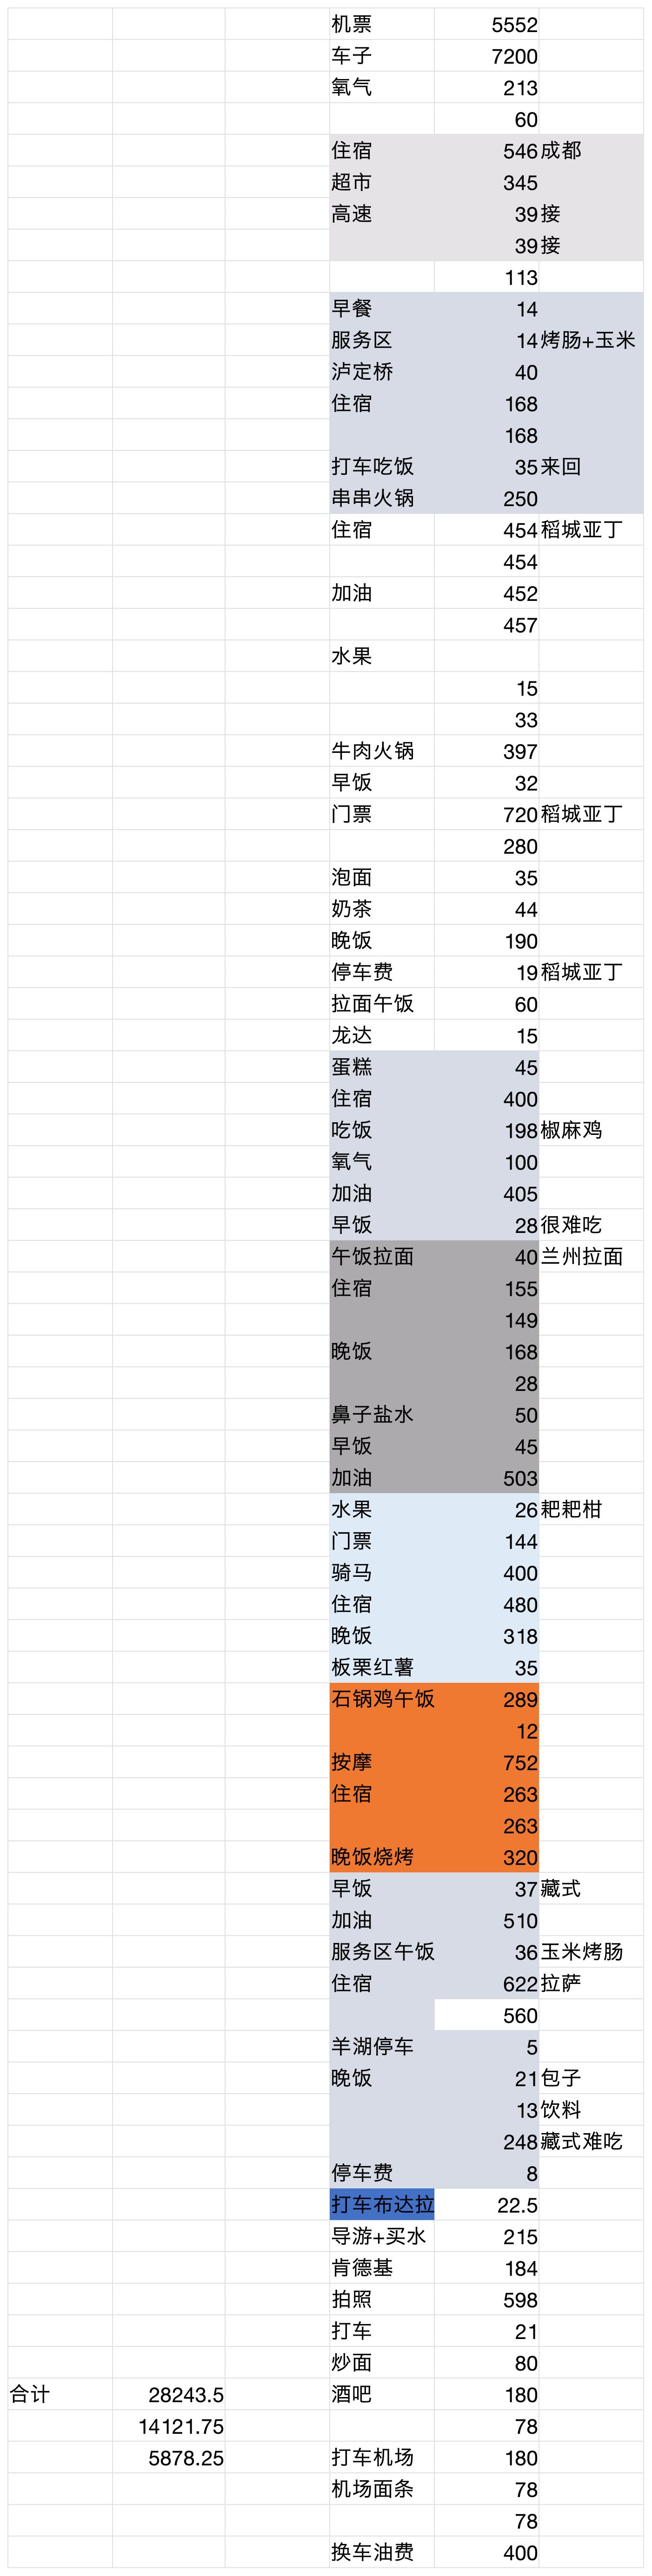 机票 5552
车子 7200
氧气 213
60
住宿 546 成都
超市 345
高速 39 接
39 接
113
早餐 14
服务区 14 烤肠+玉米
泸定桥 40
住宿 168
168
打车吃饭 35 来回
串串火锅 250
住宿 454 稻城亚丁
454
加油 452
457
水果
15
33
牛肉火锅 397
早饭 32
门票 720 稻城亚丁
280
泡面 35
奶茶 44
晚饭 190
停车费 19 稻城亚丁
拉面午饭 60
龙达 15
蛋糕 45
住宿 400
吃饭 198 椒麻鸡
氧气 100
加油 405
早饭 28 很难吃
午饭拉面 40 兰州拉面
住宿 155
149
晚饭 168
28
鼻子盐水 50
早饭 45
加油 503
水果 26 耙耙柑
门票 144
骑马 400
住宿 480
晚饭 318
板栗红薯 35
石锅鸡午饭 289
12
按摩 752
住宿 263
263
晚饭烧烤 320
早饭 37 藏式
加油 510
服务区午饭 36 玉米烤肠
住宿 622 拉萨
560
羊湖停车 5
晚饭 21 包子
13 饮料
248 藏式难吃
停车费 8
打车布达拉 22.5
导游+买水 215
肯德基 184
拍照 598
打车 21
炒面 80
合计 28243.5 酒吧 180
14121.75 78
5878.25 打车机场 180
机场面条 78
78
换车油费 400